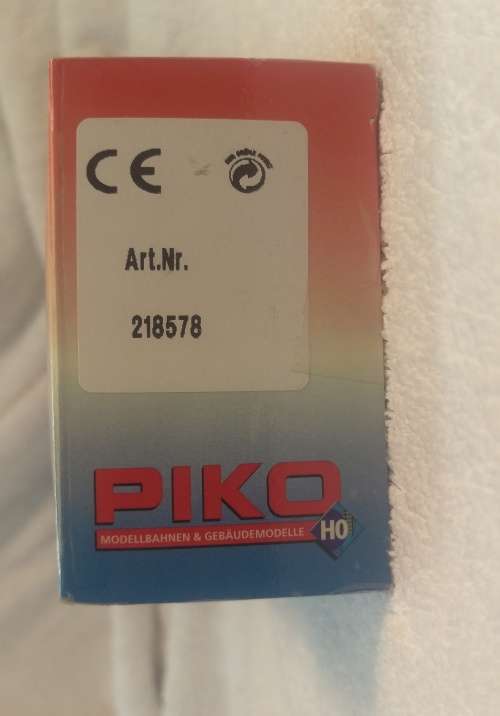 CE
Art.Nr.
218578
PIKO
MODELLBAHNEN & GEBÄUDEMODELLE
H0